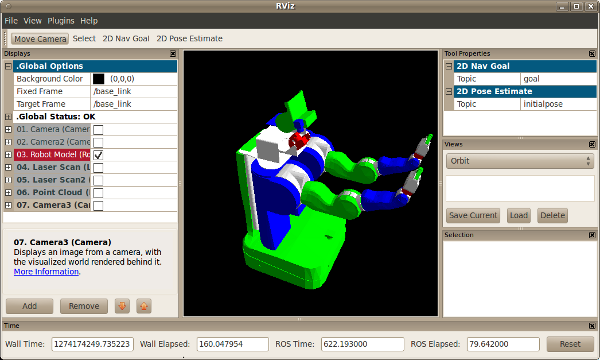 RViz
File View Plugins Help
Move Camera Select 2D Nav Goal 2D Pose Estimate
Displays
.Global Options
Background Color (0,0,0)
Fixed Frame /base_link
Target Frame /base_link
.Global Status: OK
01. Camera (Camer
02. Camera2 (Came
03. Robot Model (Ro
04. Laser Scan (L
05. Laser Scan2 (
06. Point Cloud (
07. Camera3 (Car
07. Camera3 (Camera)
Displays an image from a camera, with
the visualized world rendered behind it.
More Information.
Add Remove
Tool Properties
2D Nav Goal
Topic goal
2D Pose Estimate
Topic initialpose
Views
Orbit
Save Current Load Delete
Selection
Time
Wall Time: 1274174249.735223 Wall Elapsed: 160.047954 ROS Time: 622.193000 ROS Elapsed: 79.642000 Reset